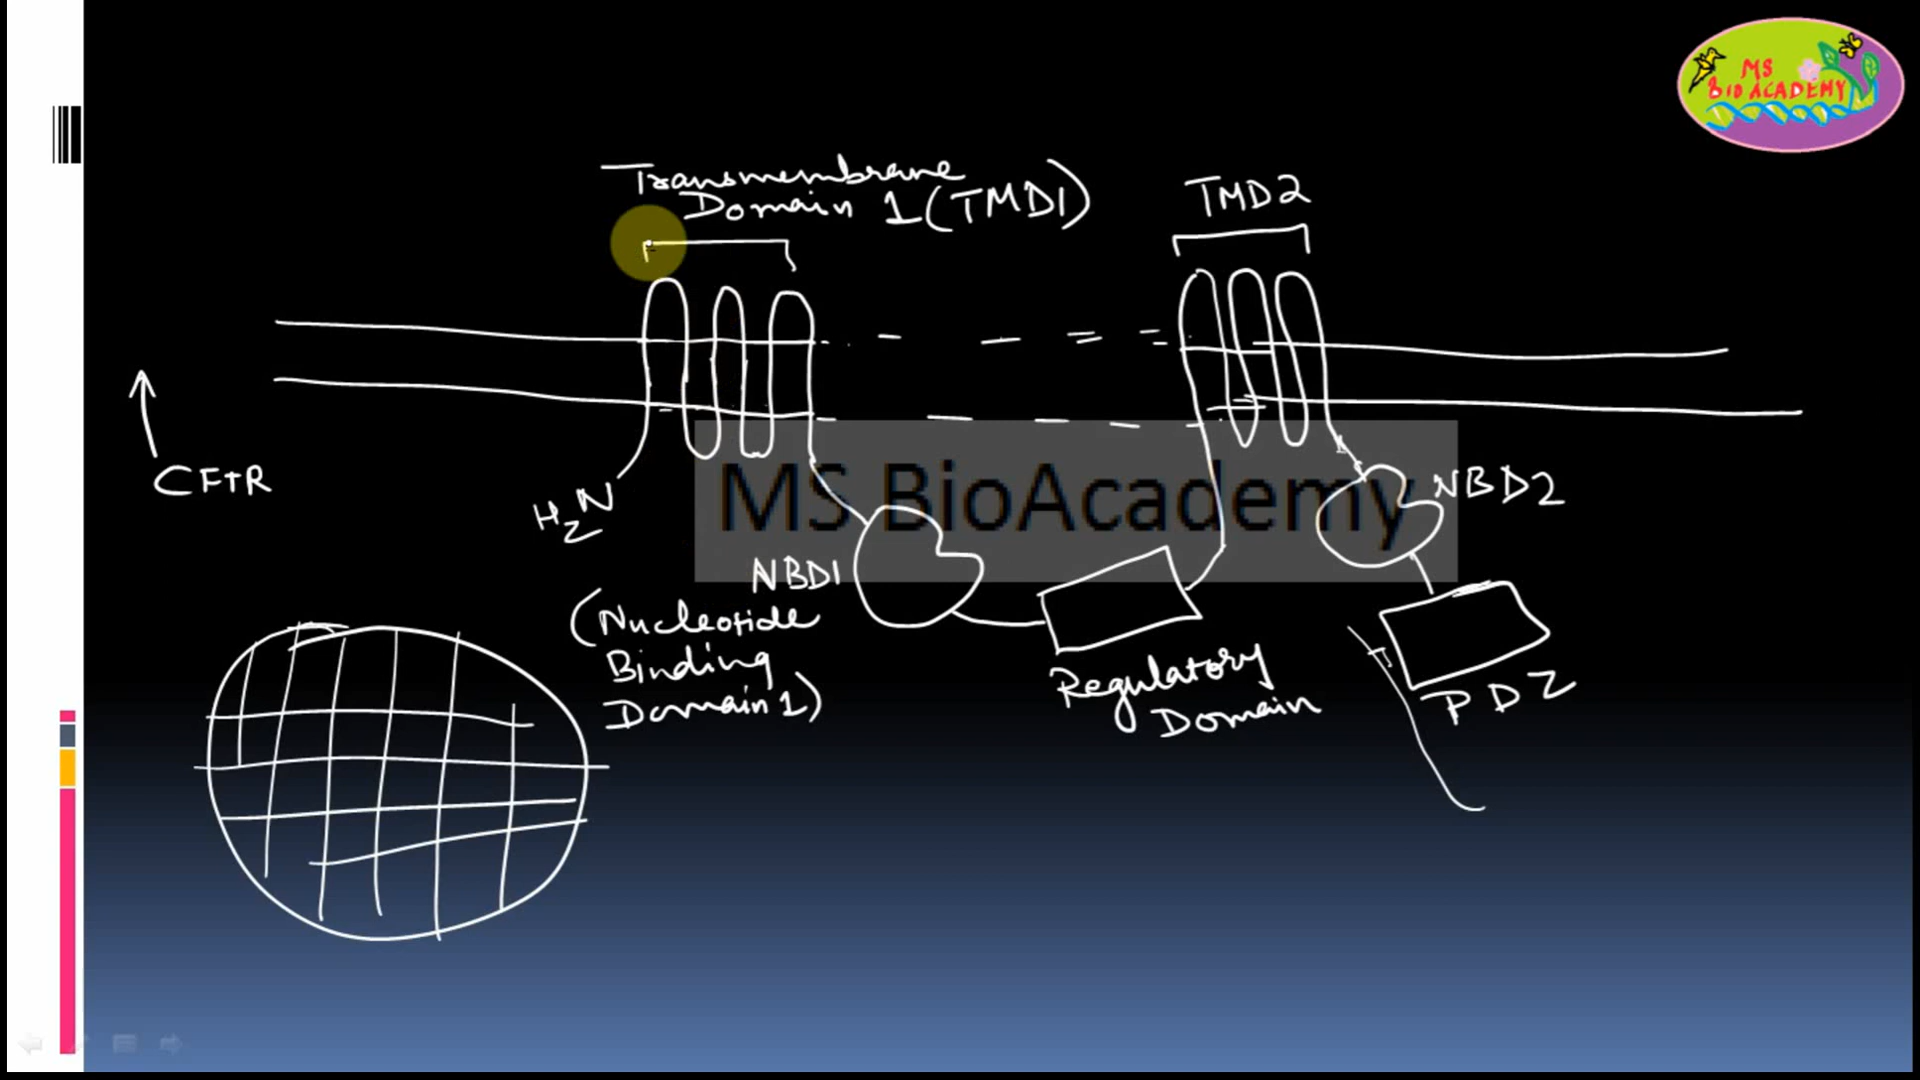 MS
BIO ACADEMY
Transmembrane
Domain 1 (TMD1)
TMD2
CFTR
H2N
MS BioAcademy
NBD2
NBD1
(Nucleotide
Binding
Domain 1)
Regulatory
Domain
PDZ